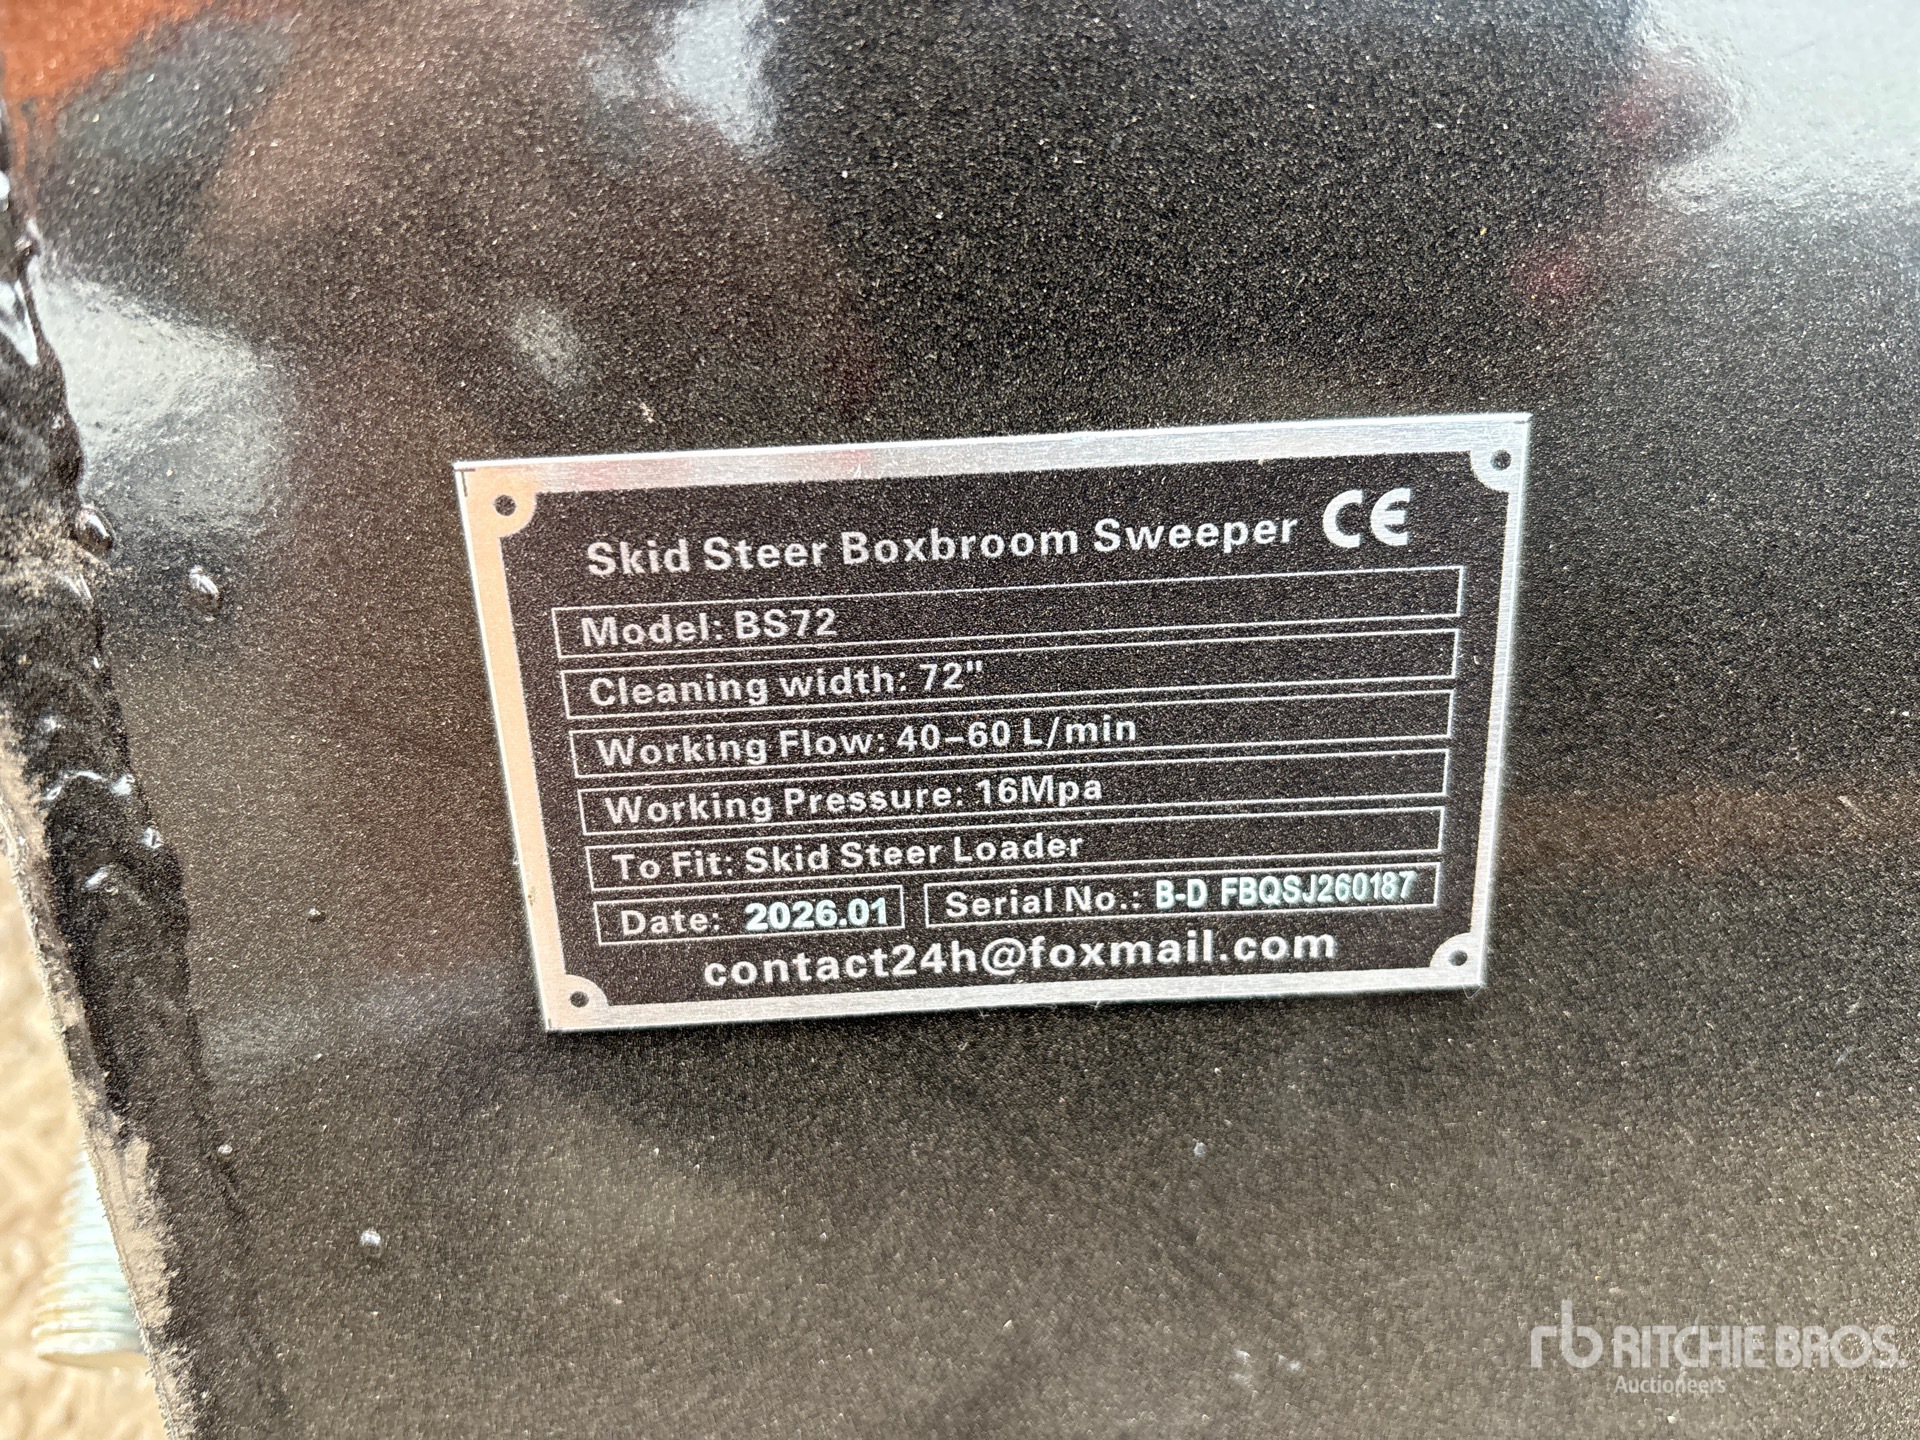 Skid Steer Boxbroom Sweeper CE
Model: BS72
Cleaning width: 72"
Working Flow: 40-60 L/min
Working Pressure: 16Mpa
To Fit: Skid Steer Loader
Date: 2026.01 Serial No.: B-D FBQSJ260187
contact24h@foxmail.com
rb RITCHIE BROS.
Auctioneers